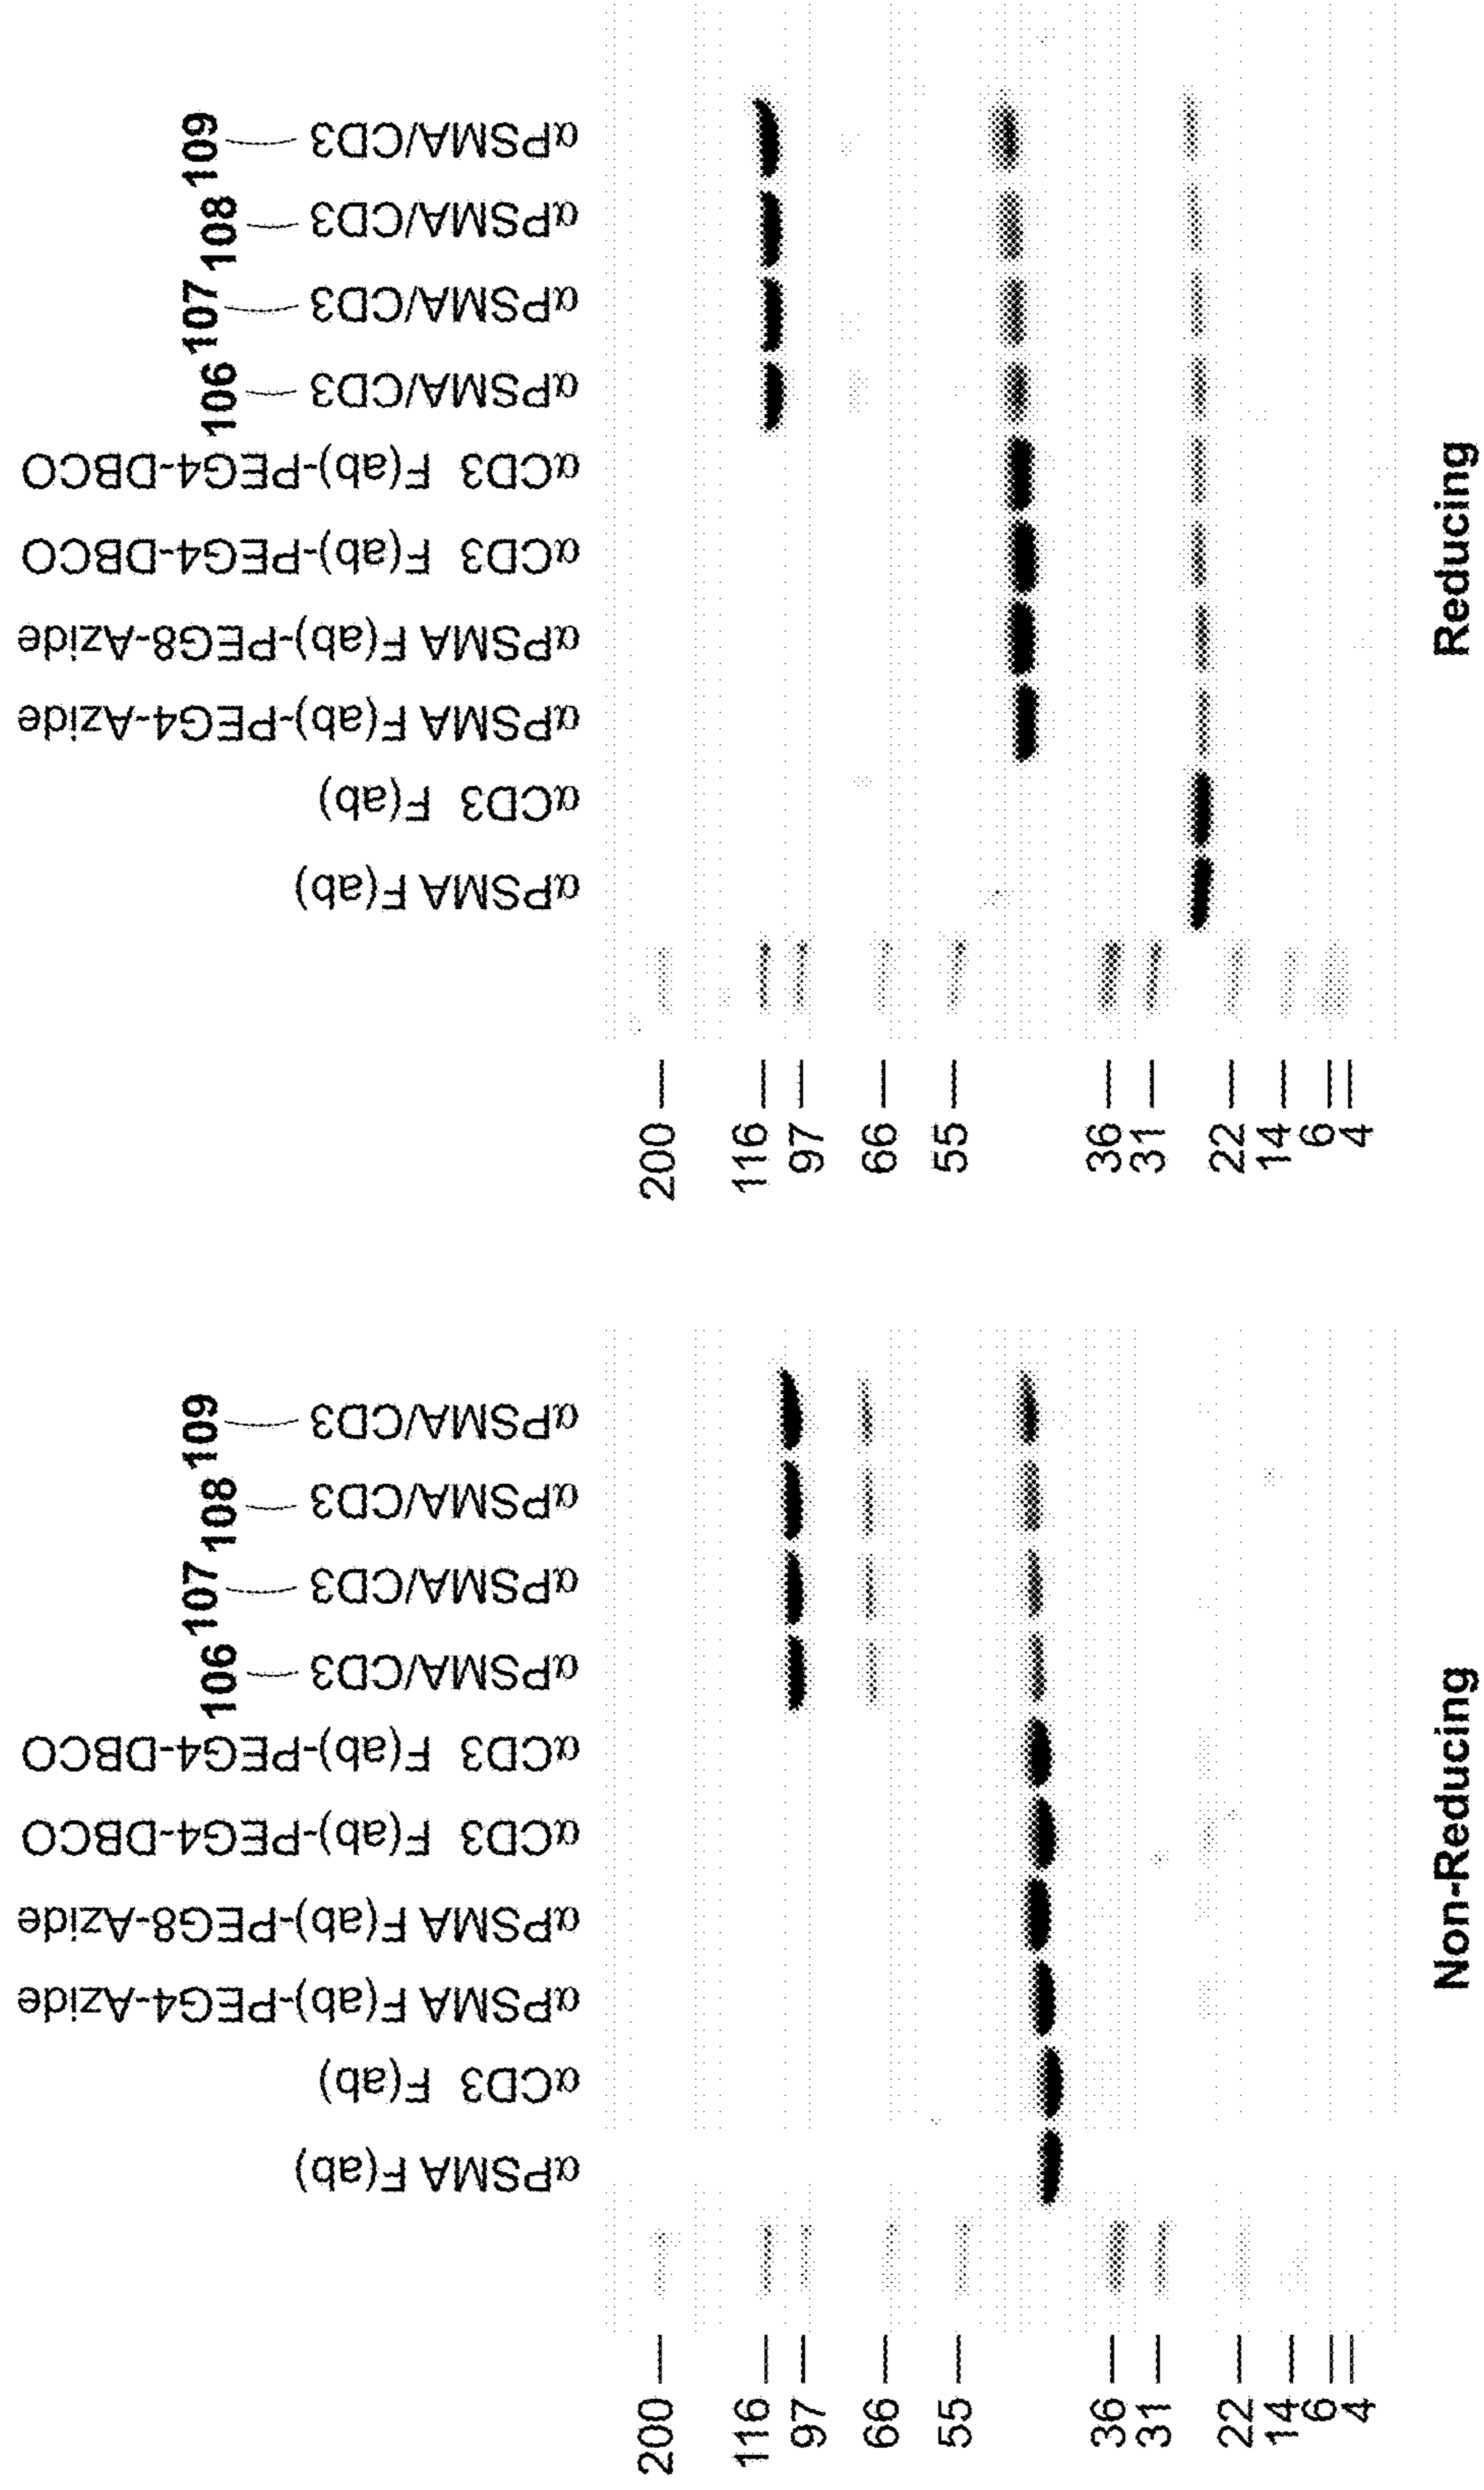 106
107
108
109
αPSMA F(ab)
αCD3 F(ab)
αPSMA F(ab)-PEG4-Azide
αPSMA F(ab)-PEG8-Azide
αCD3 F(ab)-PEG4-DBCO
αCD3 F(ab)-PEG4-DBCO
αPSMA/CD3
αPSMA/CD3
αPSMA/CD3
αPSMA/CD3
200
116
97
66
55
36
31
22
14
6
4
Non-Reducing
106
107
108
109
αPSMA F(ab)
αCD3 F(ab)
αPSMA F(ab)-PEG4-Azide
αPSMA F(ab)-PEG8-Azide
αCD3 F(ab)-PEG4-DBCO
αCD3 F(ab)-PEG4-DBCO
αPSMA/CD3
αPSMA/CD3
αPSMA/CD3
αPSMA/CD3
200
116
97
66
55
36
31
22
14
6
4
Reducing